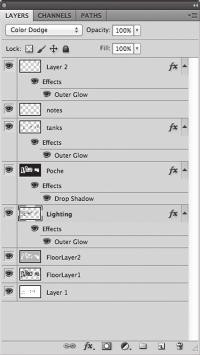 LAYERS CHANNELS PATHS
Color Dodge Opacity: 100%
Lock: Fill: 100%
Layer 2 fx
Effects
Outer Glow
notes
tanks fx
Effects
Outer Glow
Poche fx
Effects
Drop Shadow
Lighting fx
Effects
Outer Glow
FloorLayer2
FloorLayer1
Layer 1
fx